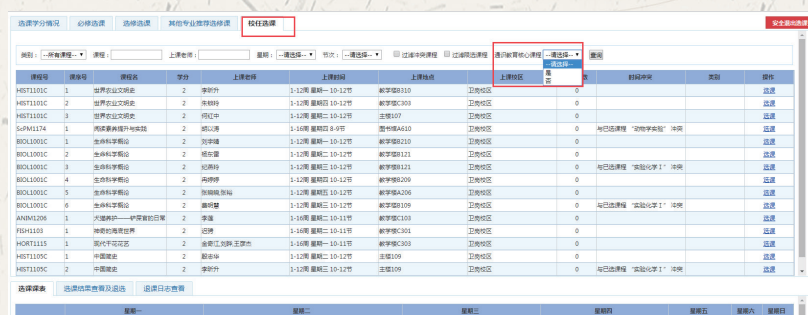 选课学分情况 必修选课 选修选课 其他专业推荐选修课 校任选课 安全退出选课
类别： --所有课程-- 课程： 上课老师： 星期： --请选择-- 节次： --请选择-- 过滤冲突课程 过滤限选课程 通识教育核心课程 --请选择-- 查询
--请选择--
是
否
课程号 课序号 课程名 学分 上课老师 上课时间 上课地点 上课校区 数 时间冲突 类别 操作
HIST1101C 1 世界农业文明史 2 李昕升 1-12周 星期一 10-12节 教学楼B310 卫岗校区 0 选课
HIST1101C 2 世界农业文明史 2 朱锁玲 1-12周 星期四 10-12节 教学楼C303 卫岗校区 0 选课
HIST1101C 3 世界农业文明史 2 何红中 1-12周 星期一 10-12节 主楼107 卫岗校区 0 选课
ScPM1174 1 阅读素养提升与实践 2 胡以涛 1-16周 星期四 8-9节 图书馆A610 卫岗校区 0 与已选课程 "动物学实验" 冲突 选课
BIOL1001C 1 生命科学概论 2 1-12周 星期一 10-12节 教学楼B210 卫岗校区 0 选课
BIOL1001C 2 生命科学概论 2 杨东雷 1-12周 星期二 10-12节 教学楼B121 卫岗校区 0 选课
BIOL1001C 3 生命科学概论 2 纪燕玲 1-12周 星期三 10-12节 教学楼B121 卫岗校区 0 与已选课程 "实验化学Ⅰ" 冲突 选课
BIOL1001C 4 生命科学概论 2 冉婷婷 1-12周 星期四 10-12节 教学楼B209 卫岗校区 0 选课
BIOL1001C 5 生命科学概论 2 张娟娟,张裕 1-12周 星期五 10-12节 教学楼A206 卫岗校区 0 选课
BIOL1001C 6 生命科学概论 2 1-12周 星期三 10-12节 教学楼B109 卫岗校区 0 与已选课程 "实验化学Ⅰ" 冲突 选课
ANIM1206 1 犬猫养护——铲屎官的日常 2 李莲 1-16周 星期一 10-11节 教学楼C103 卫岗校区 0 选课
FISH1103 1 神奇的海底世界 2 迟骋 1-16周 星期二 10-11节 教学楼C301 卫岗校区 0 选课
HORT1115 1 现代干花花艺 2 金奇江,刘晔,王彦杰 1-16周 星期一 10-11节 教学楼C303 卫岗校区 0 选课
HIST1105C 1 中国陵史 2 殷志华 1-12周 星期二 10-12节 主楼109 卫岗校区 0 选课
HIST1105C 2 中国陵史 2 李昕升 1-12周 星期三 10-12节 主楼109 卫岗校区 0 与已选课程 "实验化学Ⅰ" 冲突 选课
选课课表 选课结果查看及退选 退课日志查看
星期一 星期二 星期三 星期四 星期五 星期六 星期日